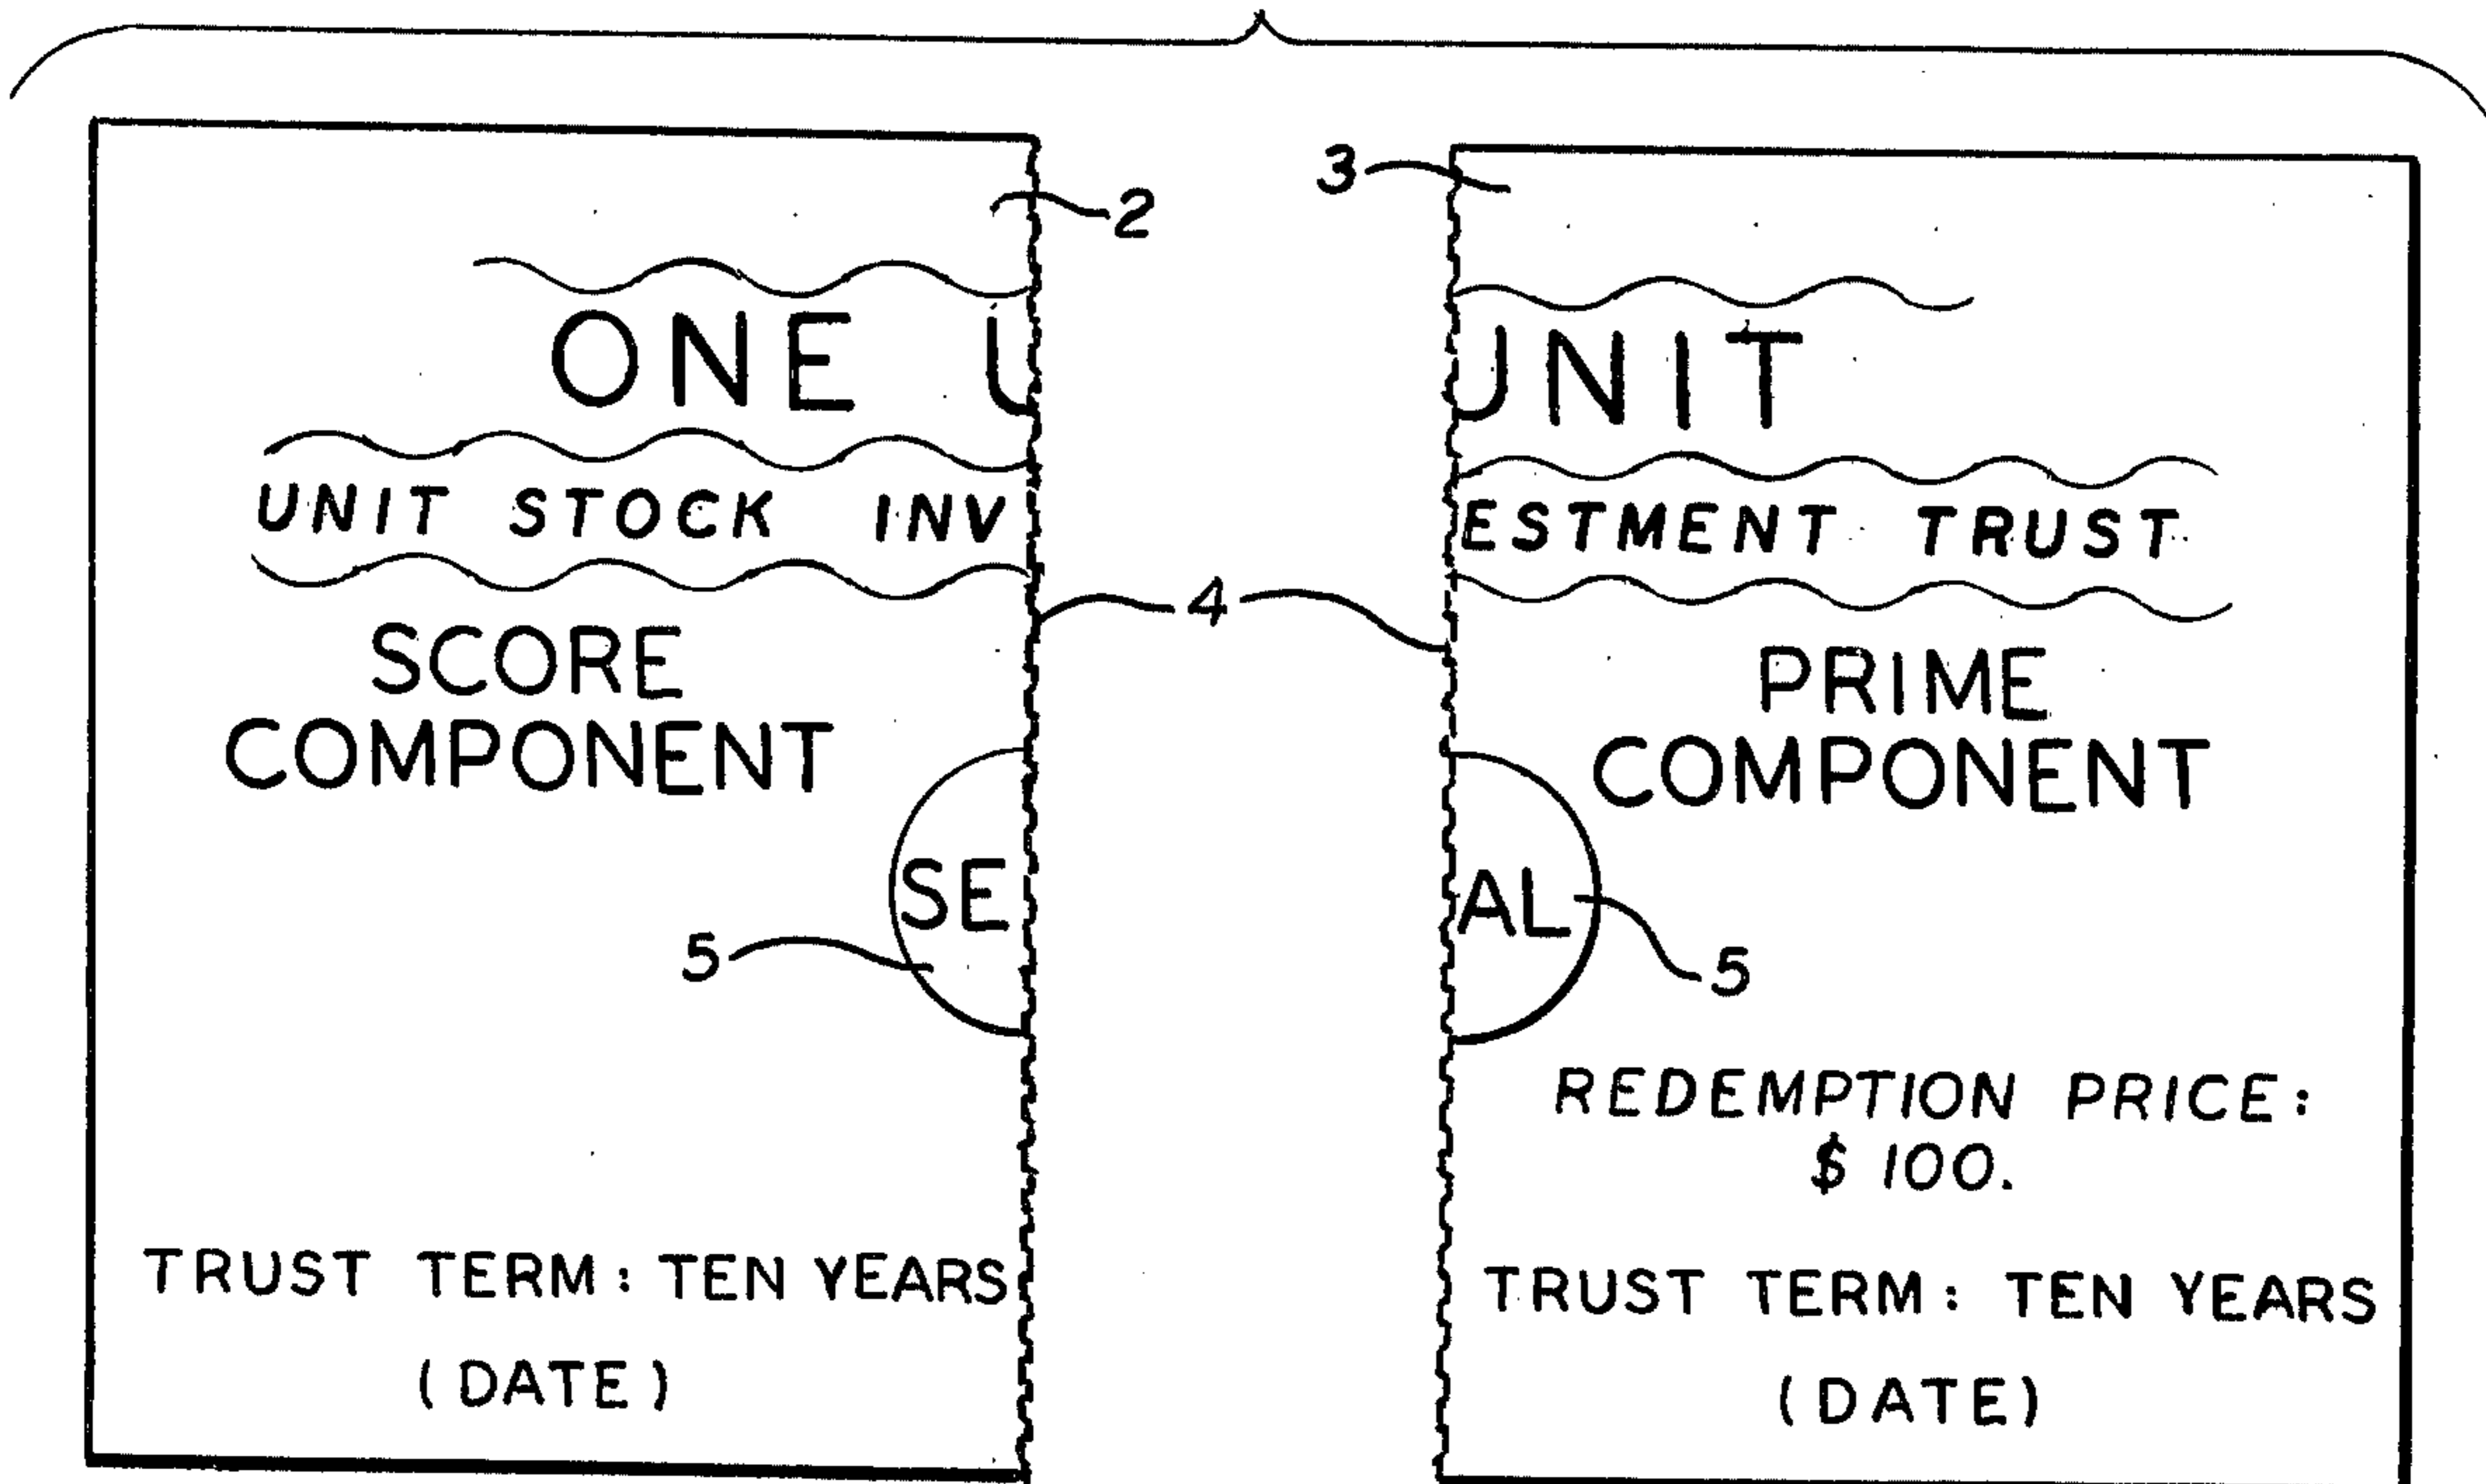 2
ONE U
UNIT STOCK INV
SCORE
COMPONENT
SE
5
TRUST TERM: TEN YEARS
(DATE)
4
3
UNIT
ESTMENT TRUST
PRIME
COMPONENT
AL
5
REDEMPTION PRICE:
$ 100.
TRUST TERM: TEN YEARS
(DATE)